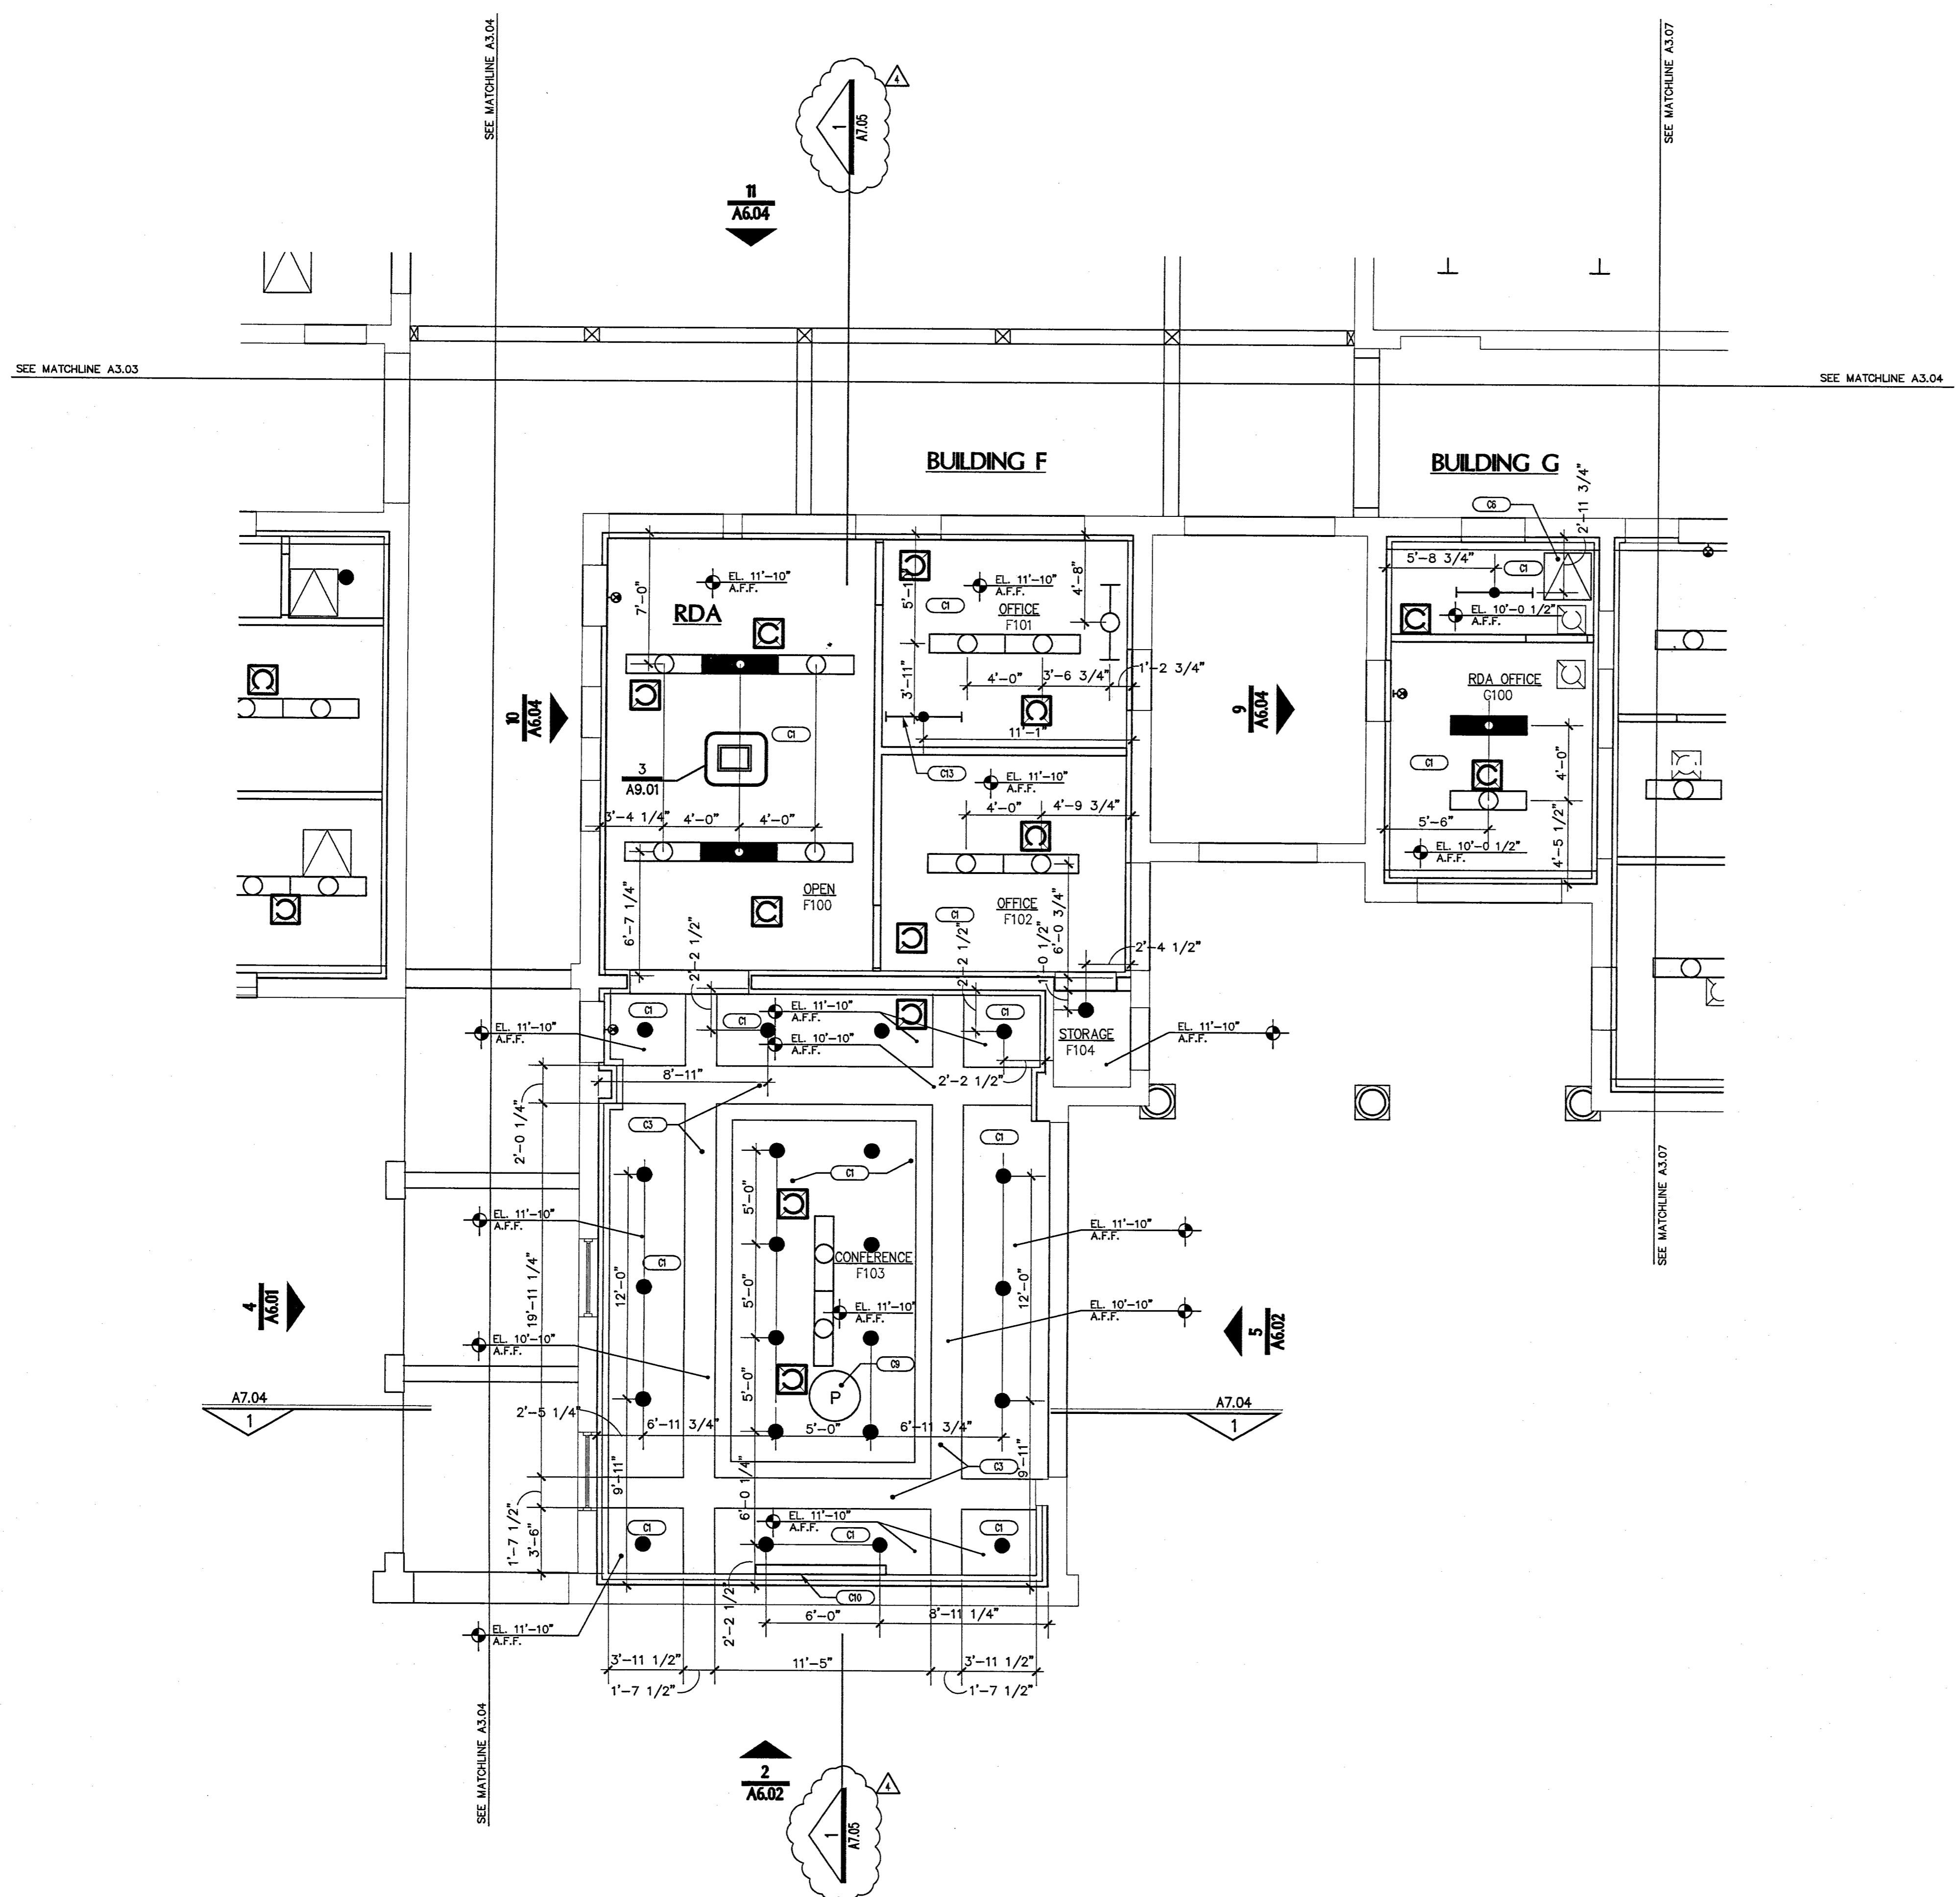 SEE MATCHLINE A3.04
SEE MATCHLINE A3.07
4
1
A7.05
11
A6.04
SEE MATCHLINE A3.03
SEE MATCHLINE A3.04
BUILDING F
BUILDING G
2'-11 3/4"
C6
5'-8 3/4"
C1
EL. 10'-0 1/2"
A.F.F.
7'-0"
EL. 11'-10"
A.F.F.
RDA
5'-1"
EL. 11'-10"
A.F.F.
4'-8"
C1
OFFICE
F101
3'-11"
4'-0"
3'-6 3/4"
1'-2 3/4"
11'-1"
RDA OFFICE
G100
10
A6.04
9
A6.04
C1
C13
EL. 11'-10"
A.F.F.
C1
4'-0"
3
A9.01
3'-4 1/4"
4'-0"
4'-0"
4'-0"
4'-9 3/4"
5'-6"
4'-5 1/2"
EL. 10'-0 1/2"
A.F.F.
OPEN
F100
6'-7 1/4"
2'-2 1/2"
C1
OFFICE
F102
2'-2 1/2"
1'-0 1/2"
6'-0 3/4"
2'-4 1/2"
C1
C1
EL. 11'-10"
A.F.F.
C1
EL. 11'-10"
A.F.F.
EL. 10'-10"
A.F.F.
STORAGE
F104
EL. 11'-10"
A.F.F.
8'-11"
2'-2 1/2"
2'-0 1/4"
C3
C1
C1
5'-0"
EL. 11'-10"
A.F.F.
EL. 11'-10"
A.F.F.
C1
CONFERENCE
F103
19'-11 1/4"
12'-0"
5'-0"
12'-0"
4
A6.01
EL. 11'-10"
A.F.F.
EL. 10'-10"
A.F.F.
5
A6.02
EL. 10'-10"
A.F.F.
C9
P
5'-0"
A7.04
1
A7.04
1
2'-5 1/4"
6'-11 3/4"
5'-0"
6'-11 3/4"
9'-11"
6'-0 1/4"
C3
9'-11"
1'-7 1/2"
3'-6"
C1
EL. 11'-10"
A.F.F.
C1
C1
C10
2'-2 1/2"
6'-0"
8'-11 1/4"
EL. 11'-10"
A.F.F.
3'-11 1/2"
11'-5"
3'-11 1/2"
1'-7 1/2"
1'-7 1/2"
SEE MATCHLINE A3.04
SEE MATCHLINE A3.07
2
A6.02
4
1
A7.05